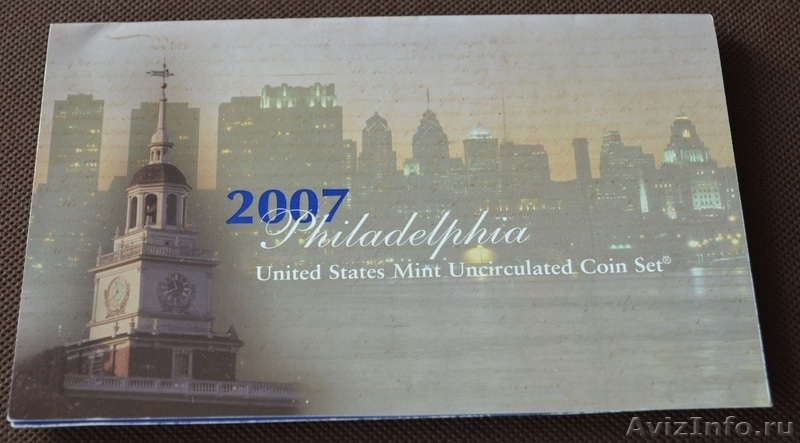 2007
Philadelphia
United States Mint Uncirculated Coin Set®
AvizInfo.ru